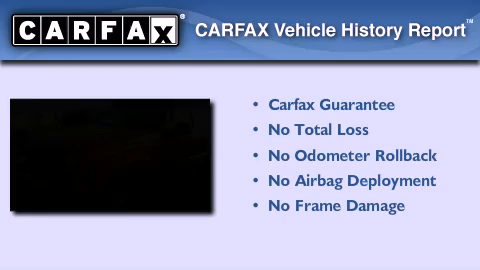 CARFAX® CARFAX Vehicle History Report™
• Carfax Guarantee
• No Total Loss
• No Odometer Rollback
• No Airbag Deployment
• No Frame Damage